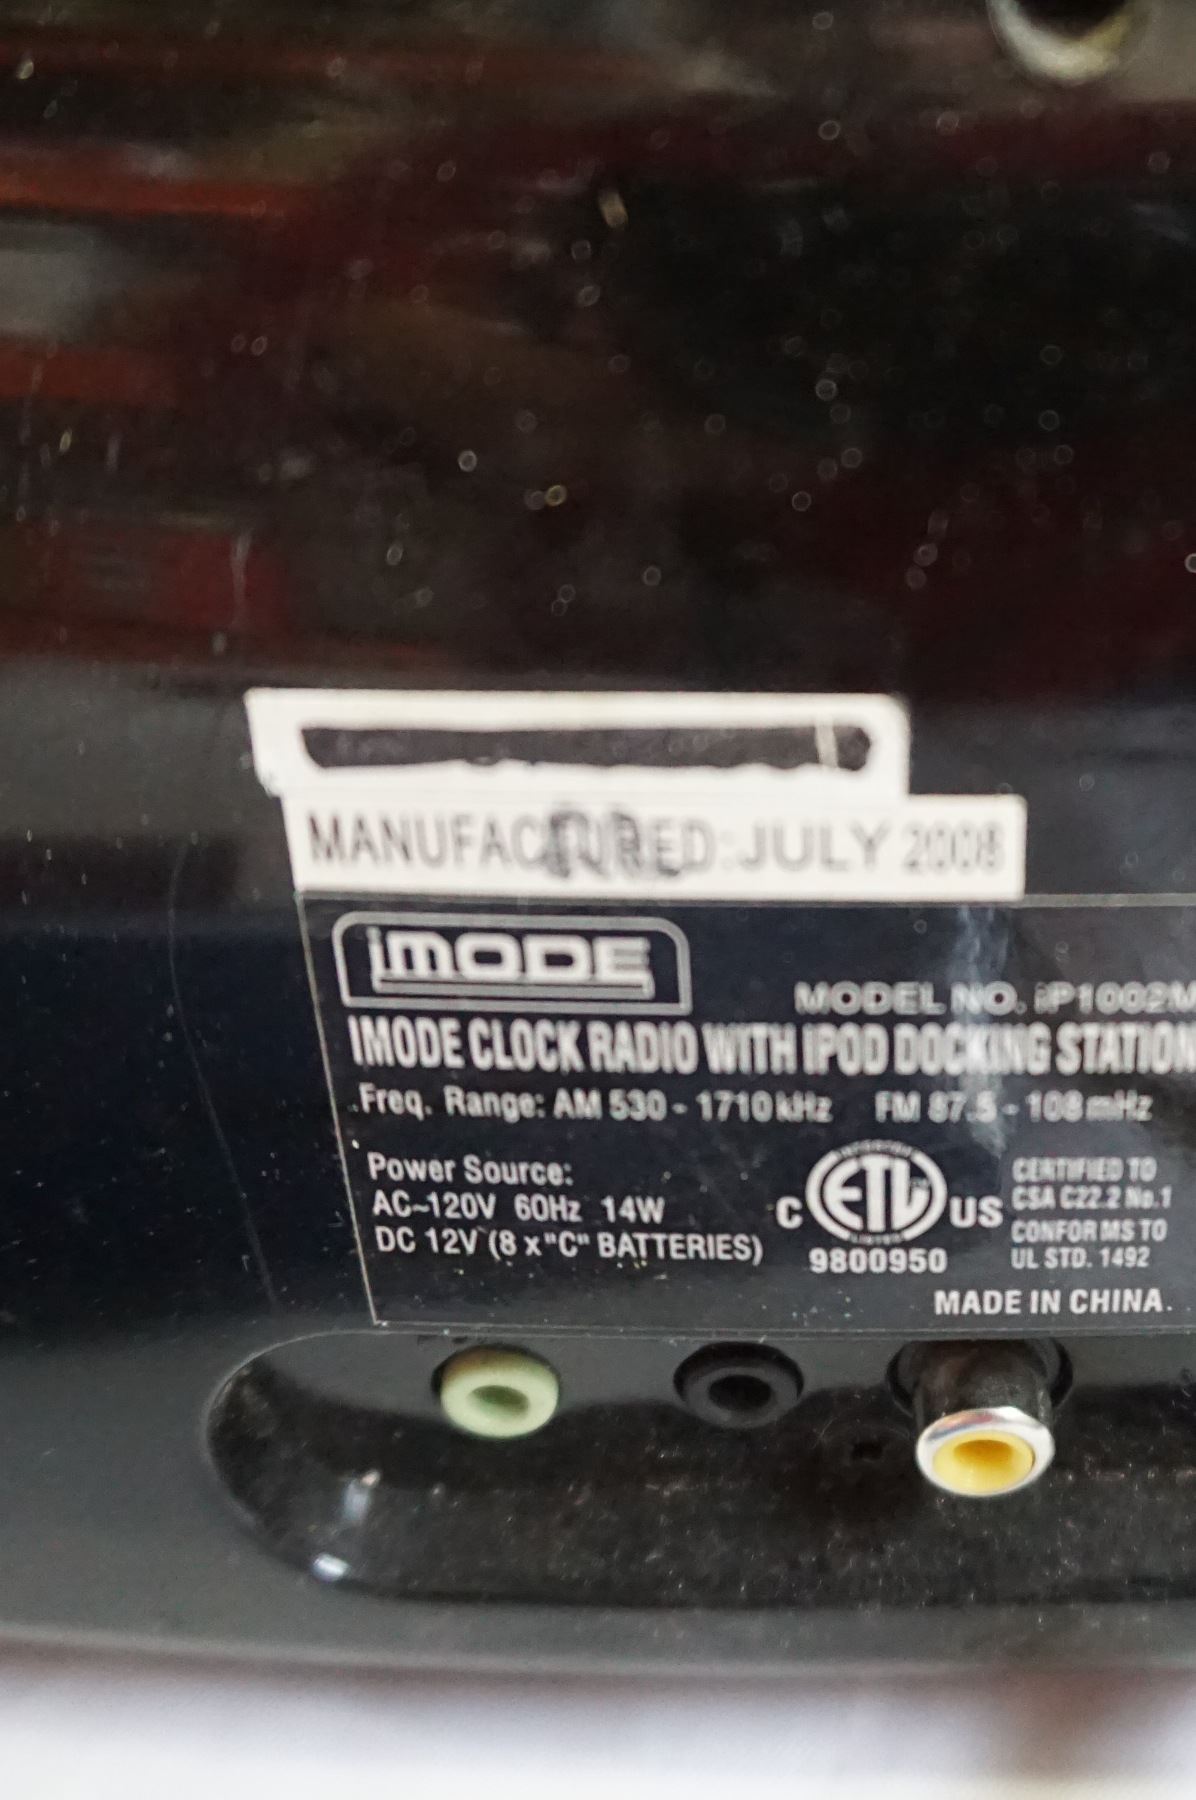 MANUFACTURED: JULY 2008
iMODE
MODEL NO. iP1002M
IMODE CLOCK RADIO WITH IPOD DOCKING STATION
Freq. Range: AM 530 - 1710 kHz FM 87.5 - 108 mHz
Power Source:
AC~120V 60Hz 14W
DC 12V (8 x "C" BATTERIES)
INTERTEK
C ETL US
LISTED
9800950
CERTIFIED TO
CSA C22.2 No.1
CONFORMS TO
UL STD. 1492
MADE IN CHINA.